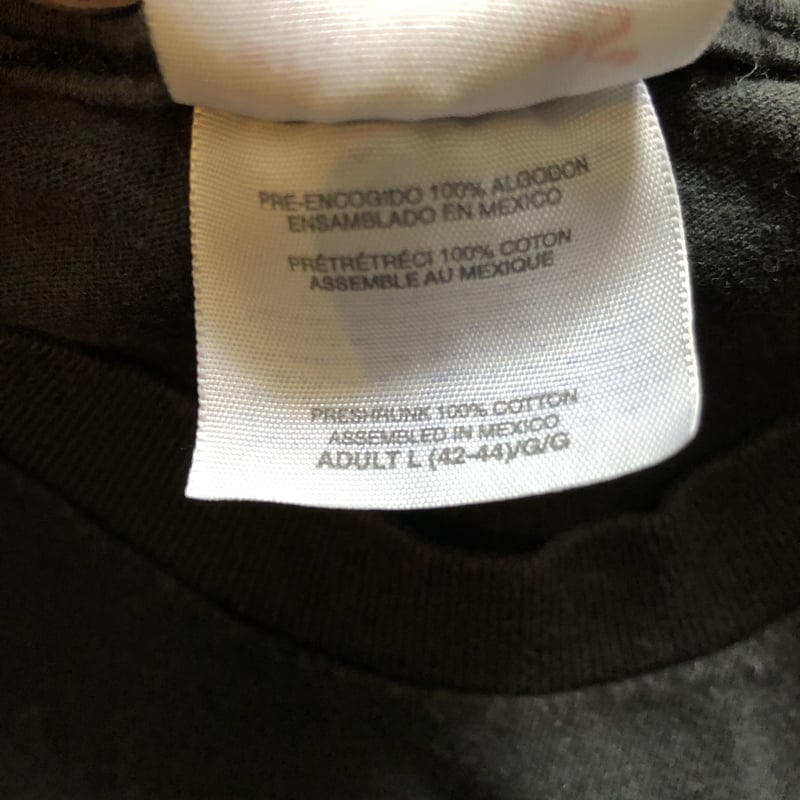 PRE-ENCOGIDO 100% ALGODON
ENSAMBLADO EN MEXICO
PRÉTRÉTRÉCI 100% COTON
ASSEMBLE AU MEXIQUE
PRESHRUNK 100% COTTON
ASSEMBLED IN MEXICO
ADULT L (42-44)/G/G